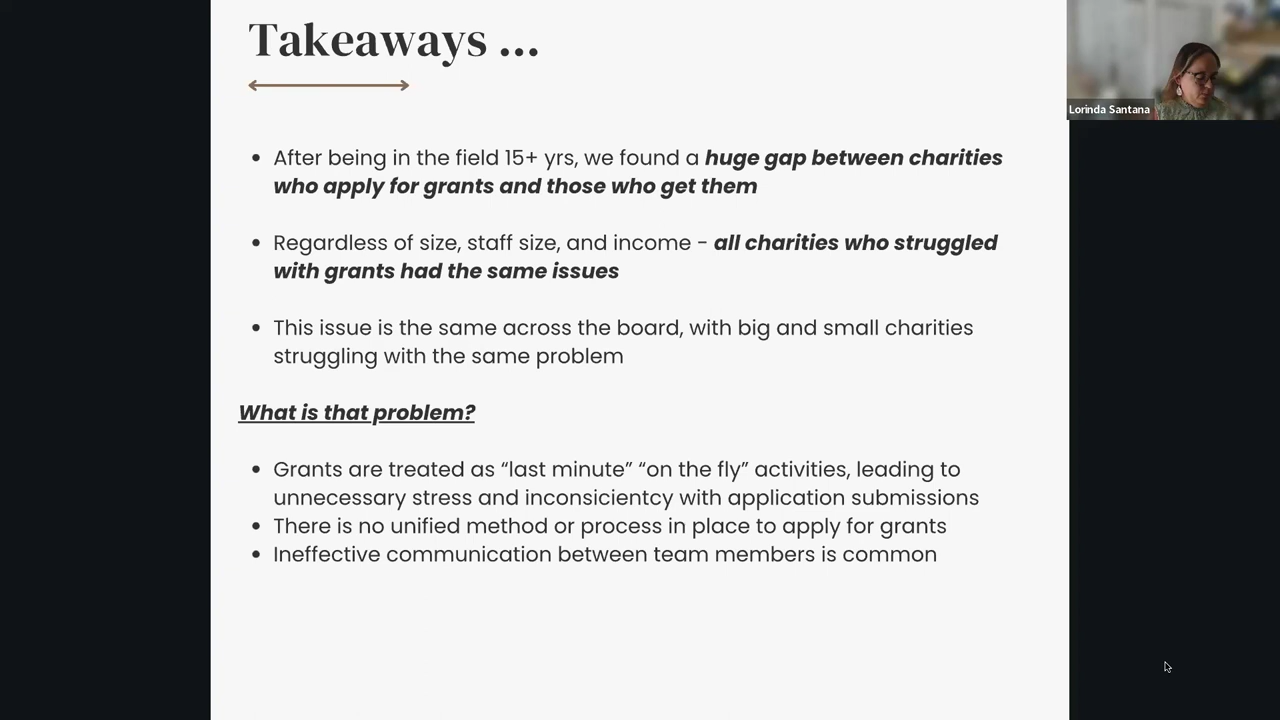 Takeaways ...
Lorinda Santana
• After being in the field 15+ yrs, we found a huge gap between charities
who apply for grants and those who get them
• Regardless of size, staff size, and income - all charities who struggled
with grants had the same issues
• This issue is the same across the board, with big and small charities
struggling with the same problem
What is that problem?
• Grants are treated as “last minute” “on the fly” activities, leading to
unnecessary stress and inconsicientcy with application submissions
• There is no unified method or process in place to apply for grants
• Ineffective communication between team members is common